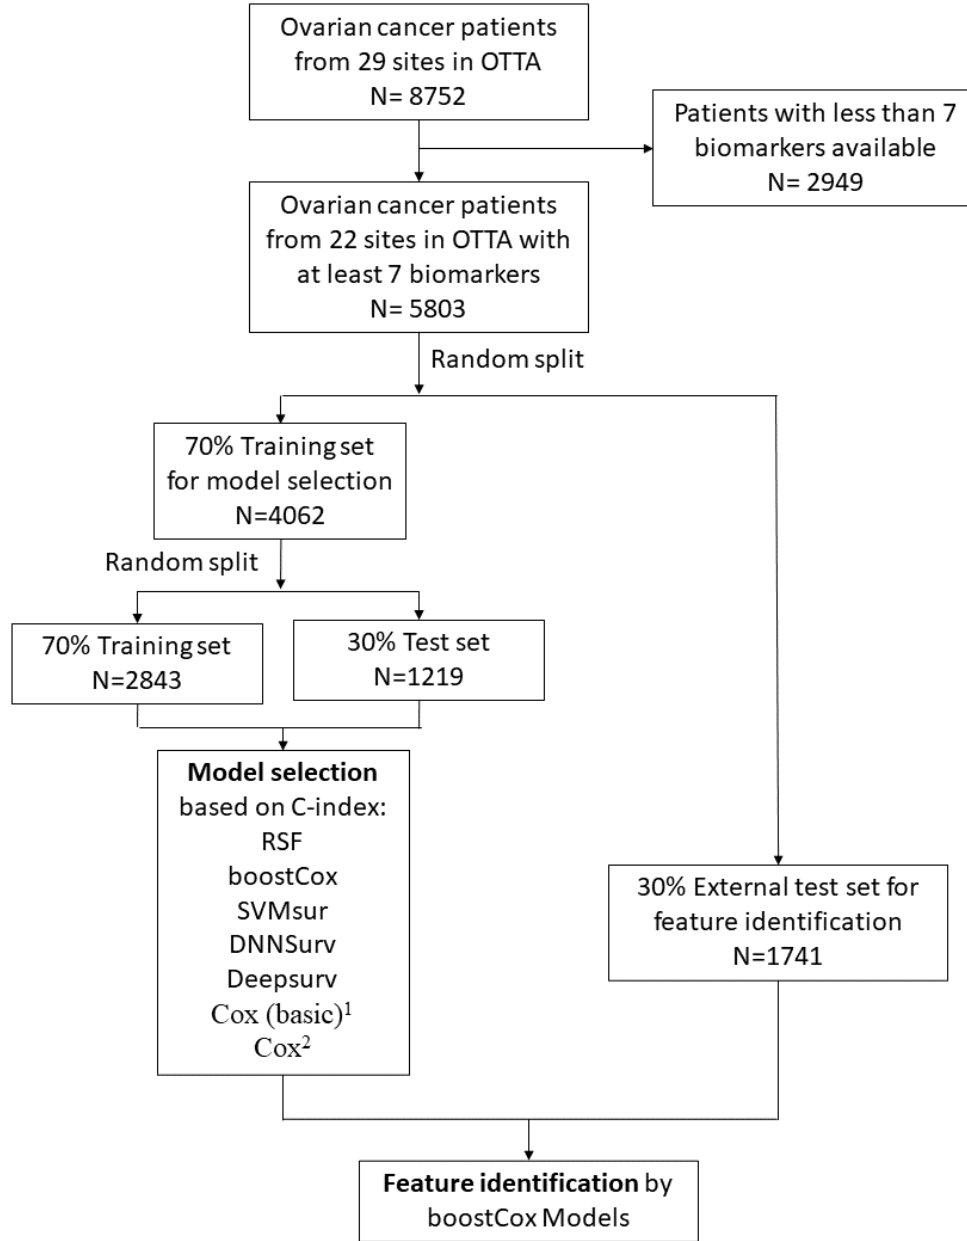 Ovarian cancer patients
from 29 sites in OTTA
N= 8752
Patients with less than 7
biomarkers available
N= 2949
Ovarian cancer patients
from 22 sites in OTTA with
at least 7 biomarkers
N= 5803
Random split
70% Training set
for model selection
N=4062
Random split
70% Training set
N=2843
30% Test set
N=1219
Model selection
based on C-index:
RSF
boostCox
SVMsur
DNNSurv
Deepsurv
Cox (basic)¹
Cox²
30% External test set for
feature identification
N=1741
Feature identification by
boostCox Models